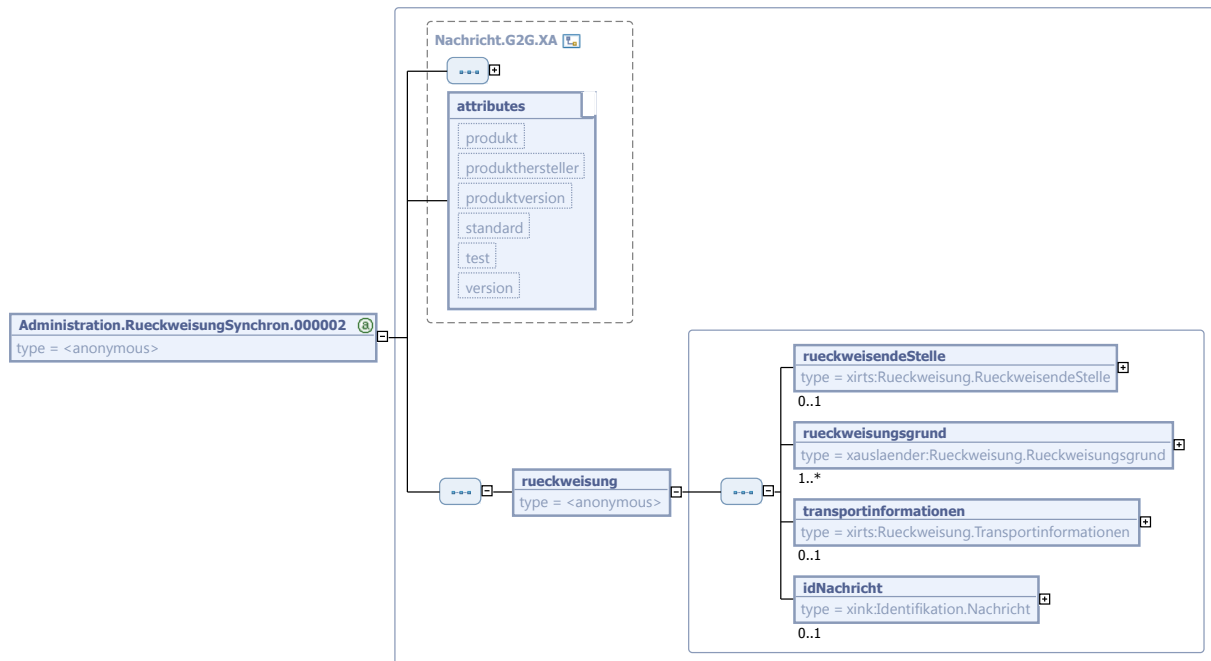 Nachricht.G2G.XA
attributes
produkt
produkthersteller
produktversion
standard
test
version
Administration.RueckweisungSynchron.000002 a
type = <anonymous>
rueckweisung
type = <anonymous>
rueckweisendeStelle
type = xirts:Rueckweisung.RueckweisendeStelle
0..1
rueckweisungsgrund
type = xauslaender:Rueckweisung.Rueckweisungsgrund
1..*
transportinformationen
type = xirts:Rueckweisung.Transportinformationen
0..1
idNachricht
type = xink:Identifikation.Nachricht
0..1